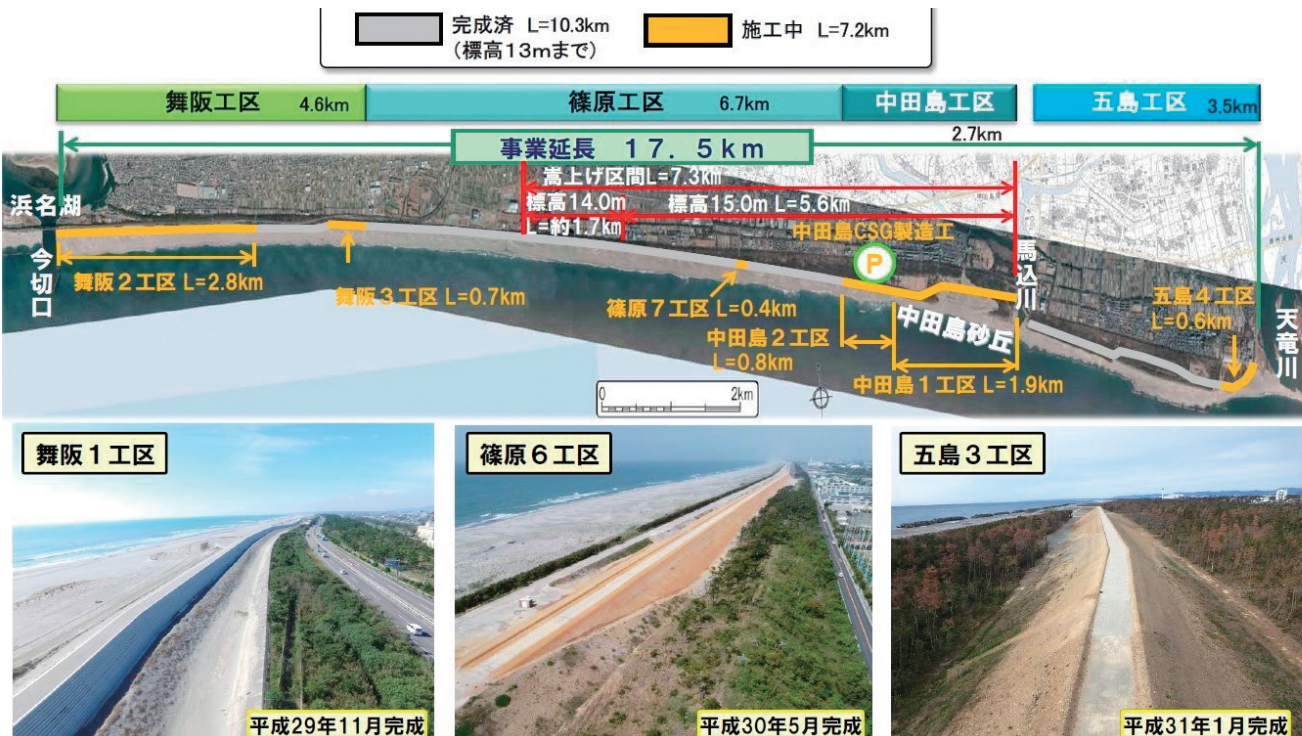 完成済 L=10.3km
(標高13mまで)
施工中 L=7.2km
舞阪工区 4.6km
篠原工区 6.7km
中田島工区
2.7km
五島工区 3.5km
事業延長 17.5km
嵩上げ区間L=7.3km
標高14.0m
L=約1.7km
標高15.0m L=5.6km
中田島CSG製造工
P
浜名湖
今切口
舞阪2工区 L=2.8km
舞阪3工区 L=0.7km
篠原7工区 L=0.4km
中田島2工区
L=0.8km
中田島砂丘
中田島1工区 L=1.9km
馬込川
五島4工区
L=0.6km
天竜川
0 2km
舞阪1工区
平成29年11月完成
篠原6工区
平成30年5月完成
五島3工区
平成31年1月完成